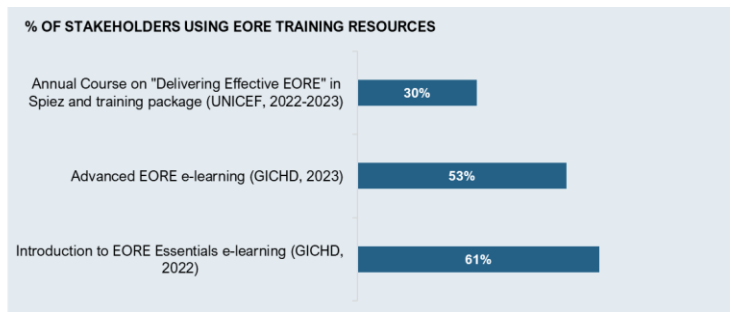 % OF STAKEHOLDERS USING EORE TRAINING RESOURCES
Annual Course on "Delivering Effective EORE" in
Spiez and training package (UNICEF, 2022-2023)
30%
Advanced EORE e-learning (GICHD, 2023)
53%
Introduction to EORE Essentials e-learning (GICHD,
2022)
61%